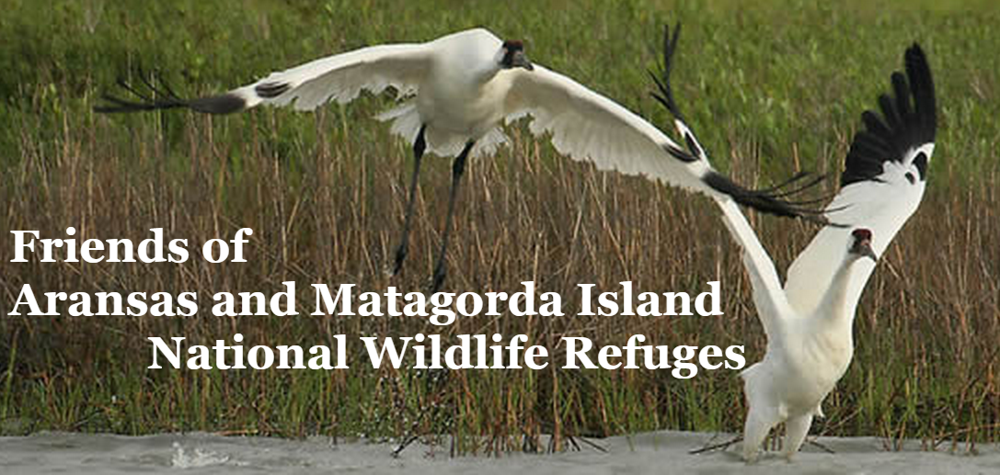 Friends of
Aransas and Matagorda Island
National Wildlife Refuges